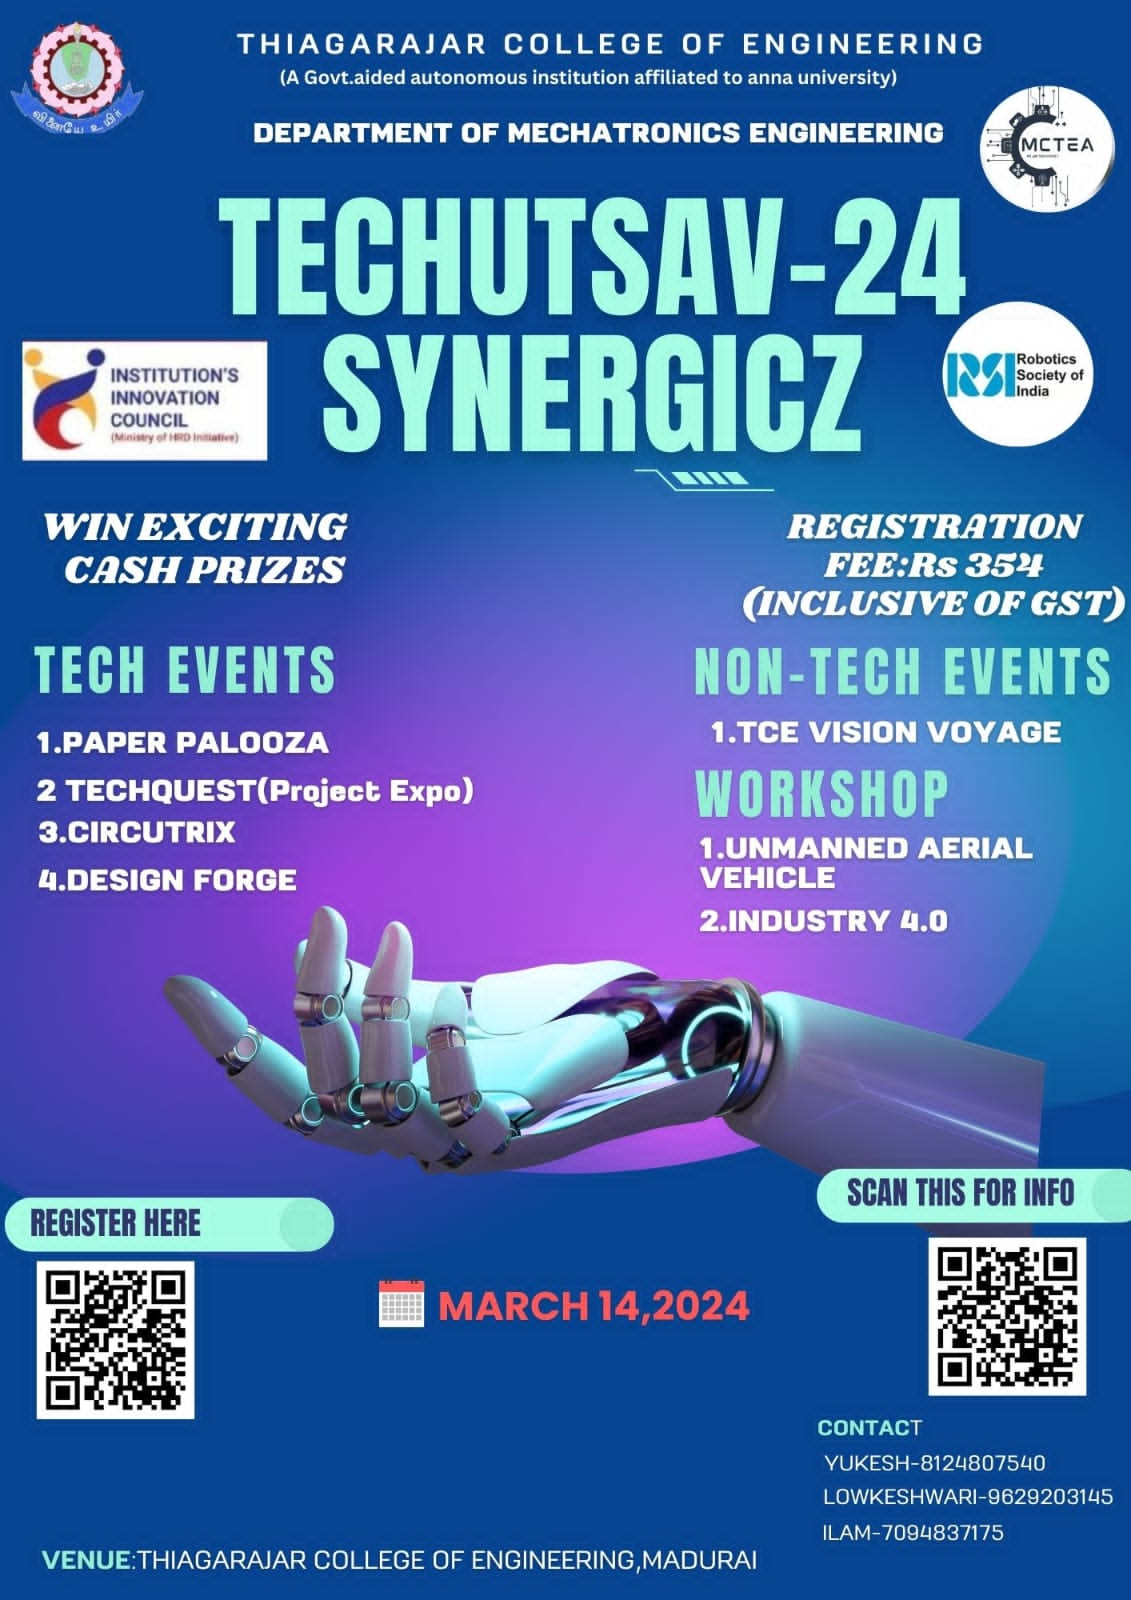 THIAGARAJAR COLLEGE OF ENGINEERING
(A Govt.aided autonomous institution affiliated to anna university)
DEPARTMENT OF MECHATRONICS ENGINEERING
MCTEA
TECHUTSAV-24
SYNERGICZ
INSTITUTION'S
INNOVATION
COUNCIL
(Ministry of HRD Initiative)
RSI
Robotics
Society of
India
WIN EXCITING
CASH PRIZES
REGISTRATION
FEE:Rs 354
(INCLUSIVE OF GST)
TECH EVENTS
1.PAPER PALOOZA
2 TECHQUEST(Project Expo)
3.CIRCUTRIX
4.DESIGN FORGE
NON-TECH EVENTS
1.TCE VISION VOYAGE
WORKSHOP
1.UNMANNED AERIAL
VEHICLE
2.INDUSTRY 4.0
REGISTER HERE
SCAN THIS FOR INFO
MARCH 14,2024
CONTACT
YUKESH-8124807540
LOWKESHWARI-9629203145
ILAM-7094837175
VENUE:THIAGARAJAR COLLEGE OF ENGINEERING,MADURAI